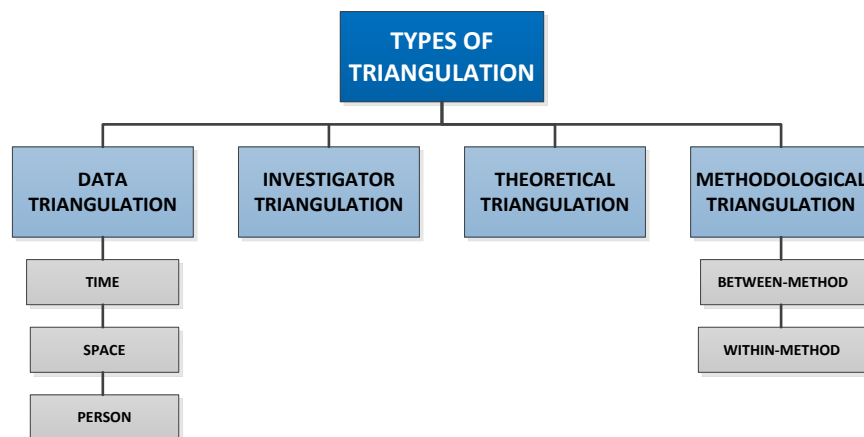 TYPES OF
TRIANGULATION
DATA
TRIANGULATION
INVESTIGATOR
TRIANGULATION
THEORETICAL
TRIANGULATION
METHODOLOGICAL
TRIANGULATION
TIME
SPACE
PERSON
BETWEEN-METHOD
WITHIN-METHOD